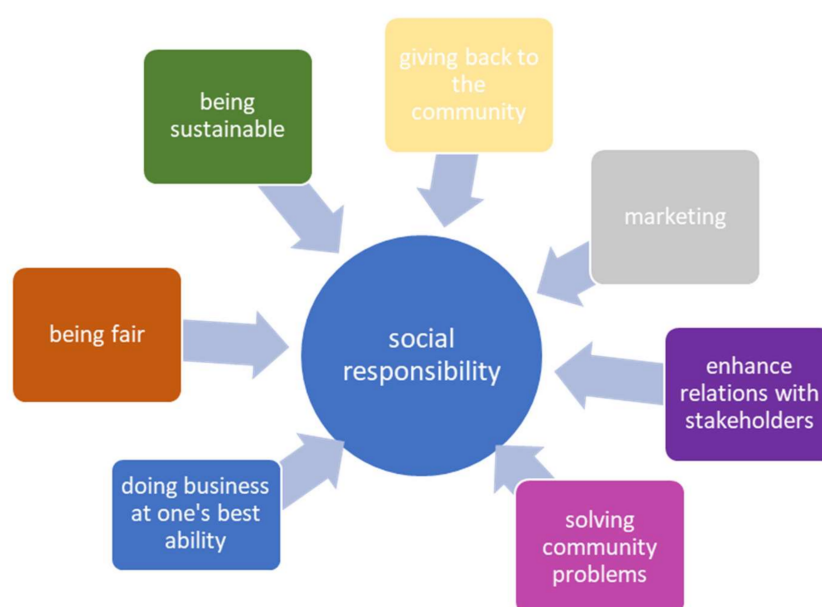 giving back to
the
community
being
sustainable
marketing
being fair
social
responsibility
enhance
relations with
stakeholders
doing business
at one's best
ability
solving
community
problems